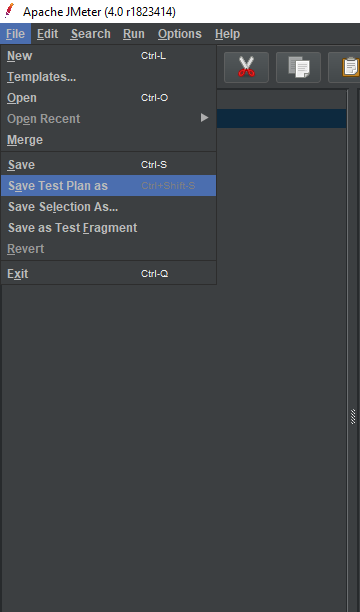 Apache JMeter (4.0 r1823414)
File Edit Search Run Options Help
New Ctrl-L
Templates...
Open Ctrl-O
Open Recent
Merge
Save Ctrl-S
Save Test Plan as Ctrl+Shift-S
Save Selection As...
Save as Test Fragment
Revert
Exit Ctrl-Q